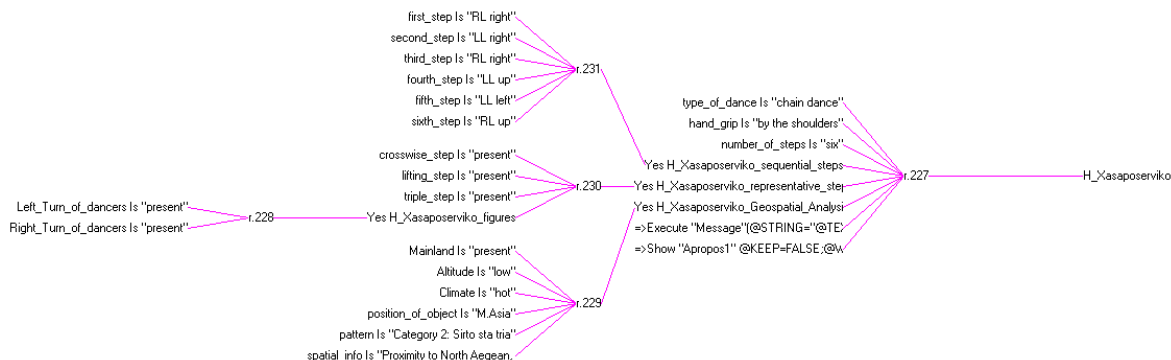 first_step Is "RL right"
second_step Is "LL right"
third_step Is "RL right"
r.231
fourth_step Is "LL up"
fifth_step Is "LL left"
sixth_step Is "RL up"
type_of_dance Is "chain dance"
hand_grip Is "by the shoulders"
number_of_steps Is "six"
crosswise_step Is "present"
Yes H_Xasaposerviko_sequential_steps
lifting_step Is "present"
r.230
Yes H_Xasaposerviko_representative_step
r.227
H_Xasaposerviko
triple_step Is "present"
Left_Turn_of_dancers Is "present"
r.228
Yes H_Xasaposerviko_figures
Yes H_Xasaposerviko_Geospatial_Analysi
Right_Turn_of_dancers Is "present"
=>Execute "Message"(@STRING="@TE
Mainland Is "present"
=>Show "Apropos1" @KEEP=FALSE;@W
Altitude Is "low"
Climate Is "hot"
r.229
position_of_object Is "M.Asia"
pattern Is "Category 2: Sirto sta tria"
spatial_info Is "Proximity to North Aegean,